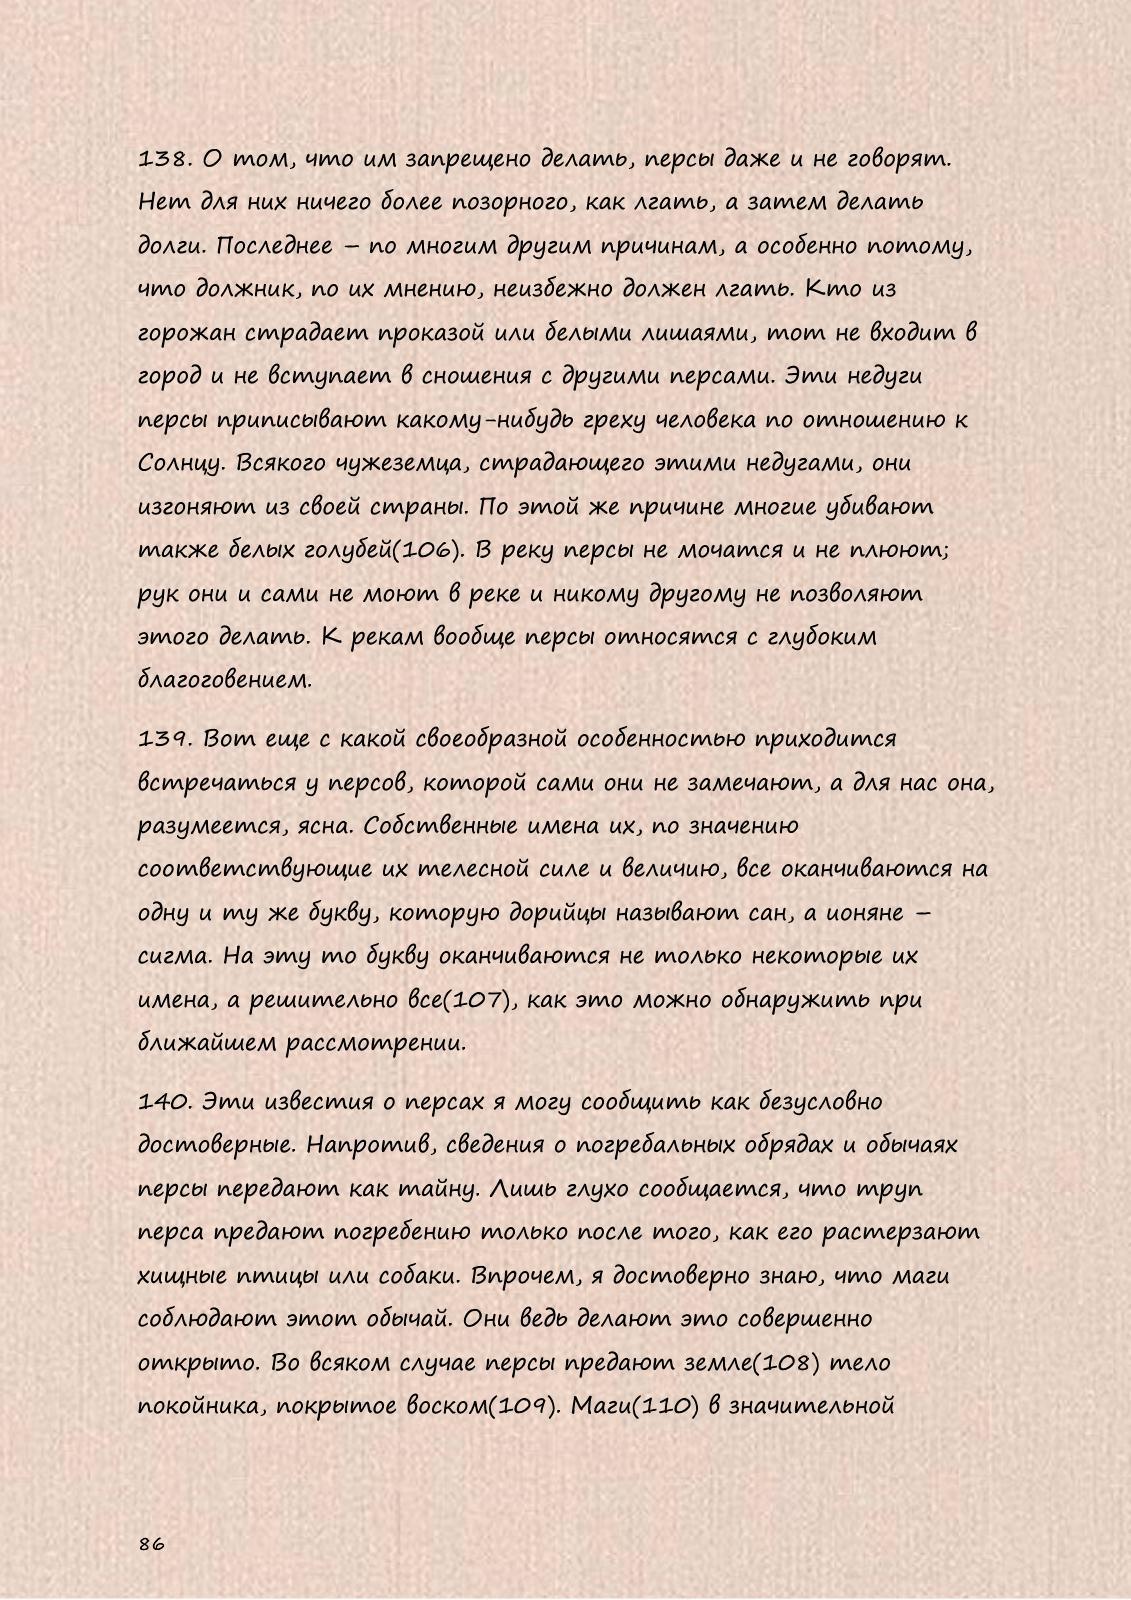 138. О том, что им запрещено делать, персы даже и не говорят.
Нет для них ничего более позорного, как лгать, а затем делать
долги. Последнее – по многим другим причинам, а особенно потому,
что должник, по их мнению, неизбежно должен лгать. Кто из
горожан страдает проказой или белыми лишаями, тот не входит в
город и не вступает в сношения с другими персами. Эти недуги
персы приписывают какому-нибудь греху человека по отношению к
Солнцу. Всякого чужеземца, страдающего этими недугами, они
изгоняют из своей страны. По этой же причине многие убивают
также белых голубей(106). В реку персы не мочатся и не плюют;
рук они и сами не моют в реке и никому другому не позволяют
этого делать. К рекам вообще персы относятся с глубоким
благоговением.
139. Вот еще с какой своеобразной особенностью приходится
встречаться у персов, которой сами они не замечают, а для нас она,
разумеется, ясна. Собственные имена их, по значению
соответствующие их телесной силе и величию, все оканчиваются на
одну и ту же букву, которую дорийцы называют сан, а ионяне –
сигма. На эту то букву оканчиваются не только некоторые их
имена, а решительно все(107), как это можно обнаружить при
ближайшем рассмотрении.
140. Эти известия о персах я могу сообщить как безусловно
достоверные. Напротив, сведения о погребальных обрядах и обычаях
персы передают как тайну. Лишь глухо сообщается, что труп
перса предают погребению только после того, как его растерзают
хищные птицы или собаки. Впрочем, я достоверно знаю, что маги
соблюдают этот обычай. Они ведь делают это совершенно
открыто. Во всяком случае персы предают земле(108) тело
покойника, покрытое воском(109). Маги(110) в значительной
86